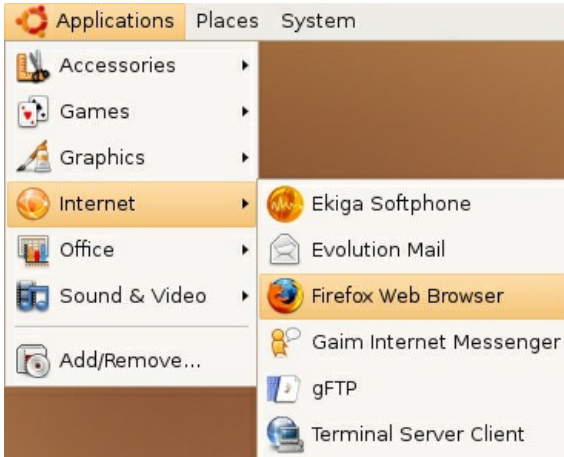 Applications Places System
Accessories
Games
Graphics
Internet
Office
Sound & Video
Add/Remove...
Ekiga Softphone
Evolution Mail
Firefox Web Browser
Gaim Internet Messenger
gFTP
Terminal Server Client